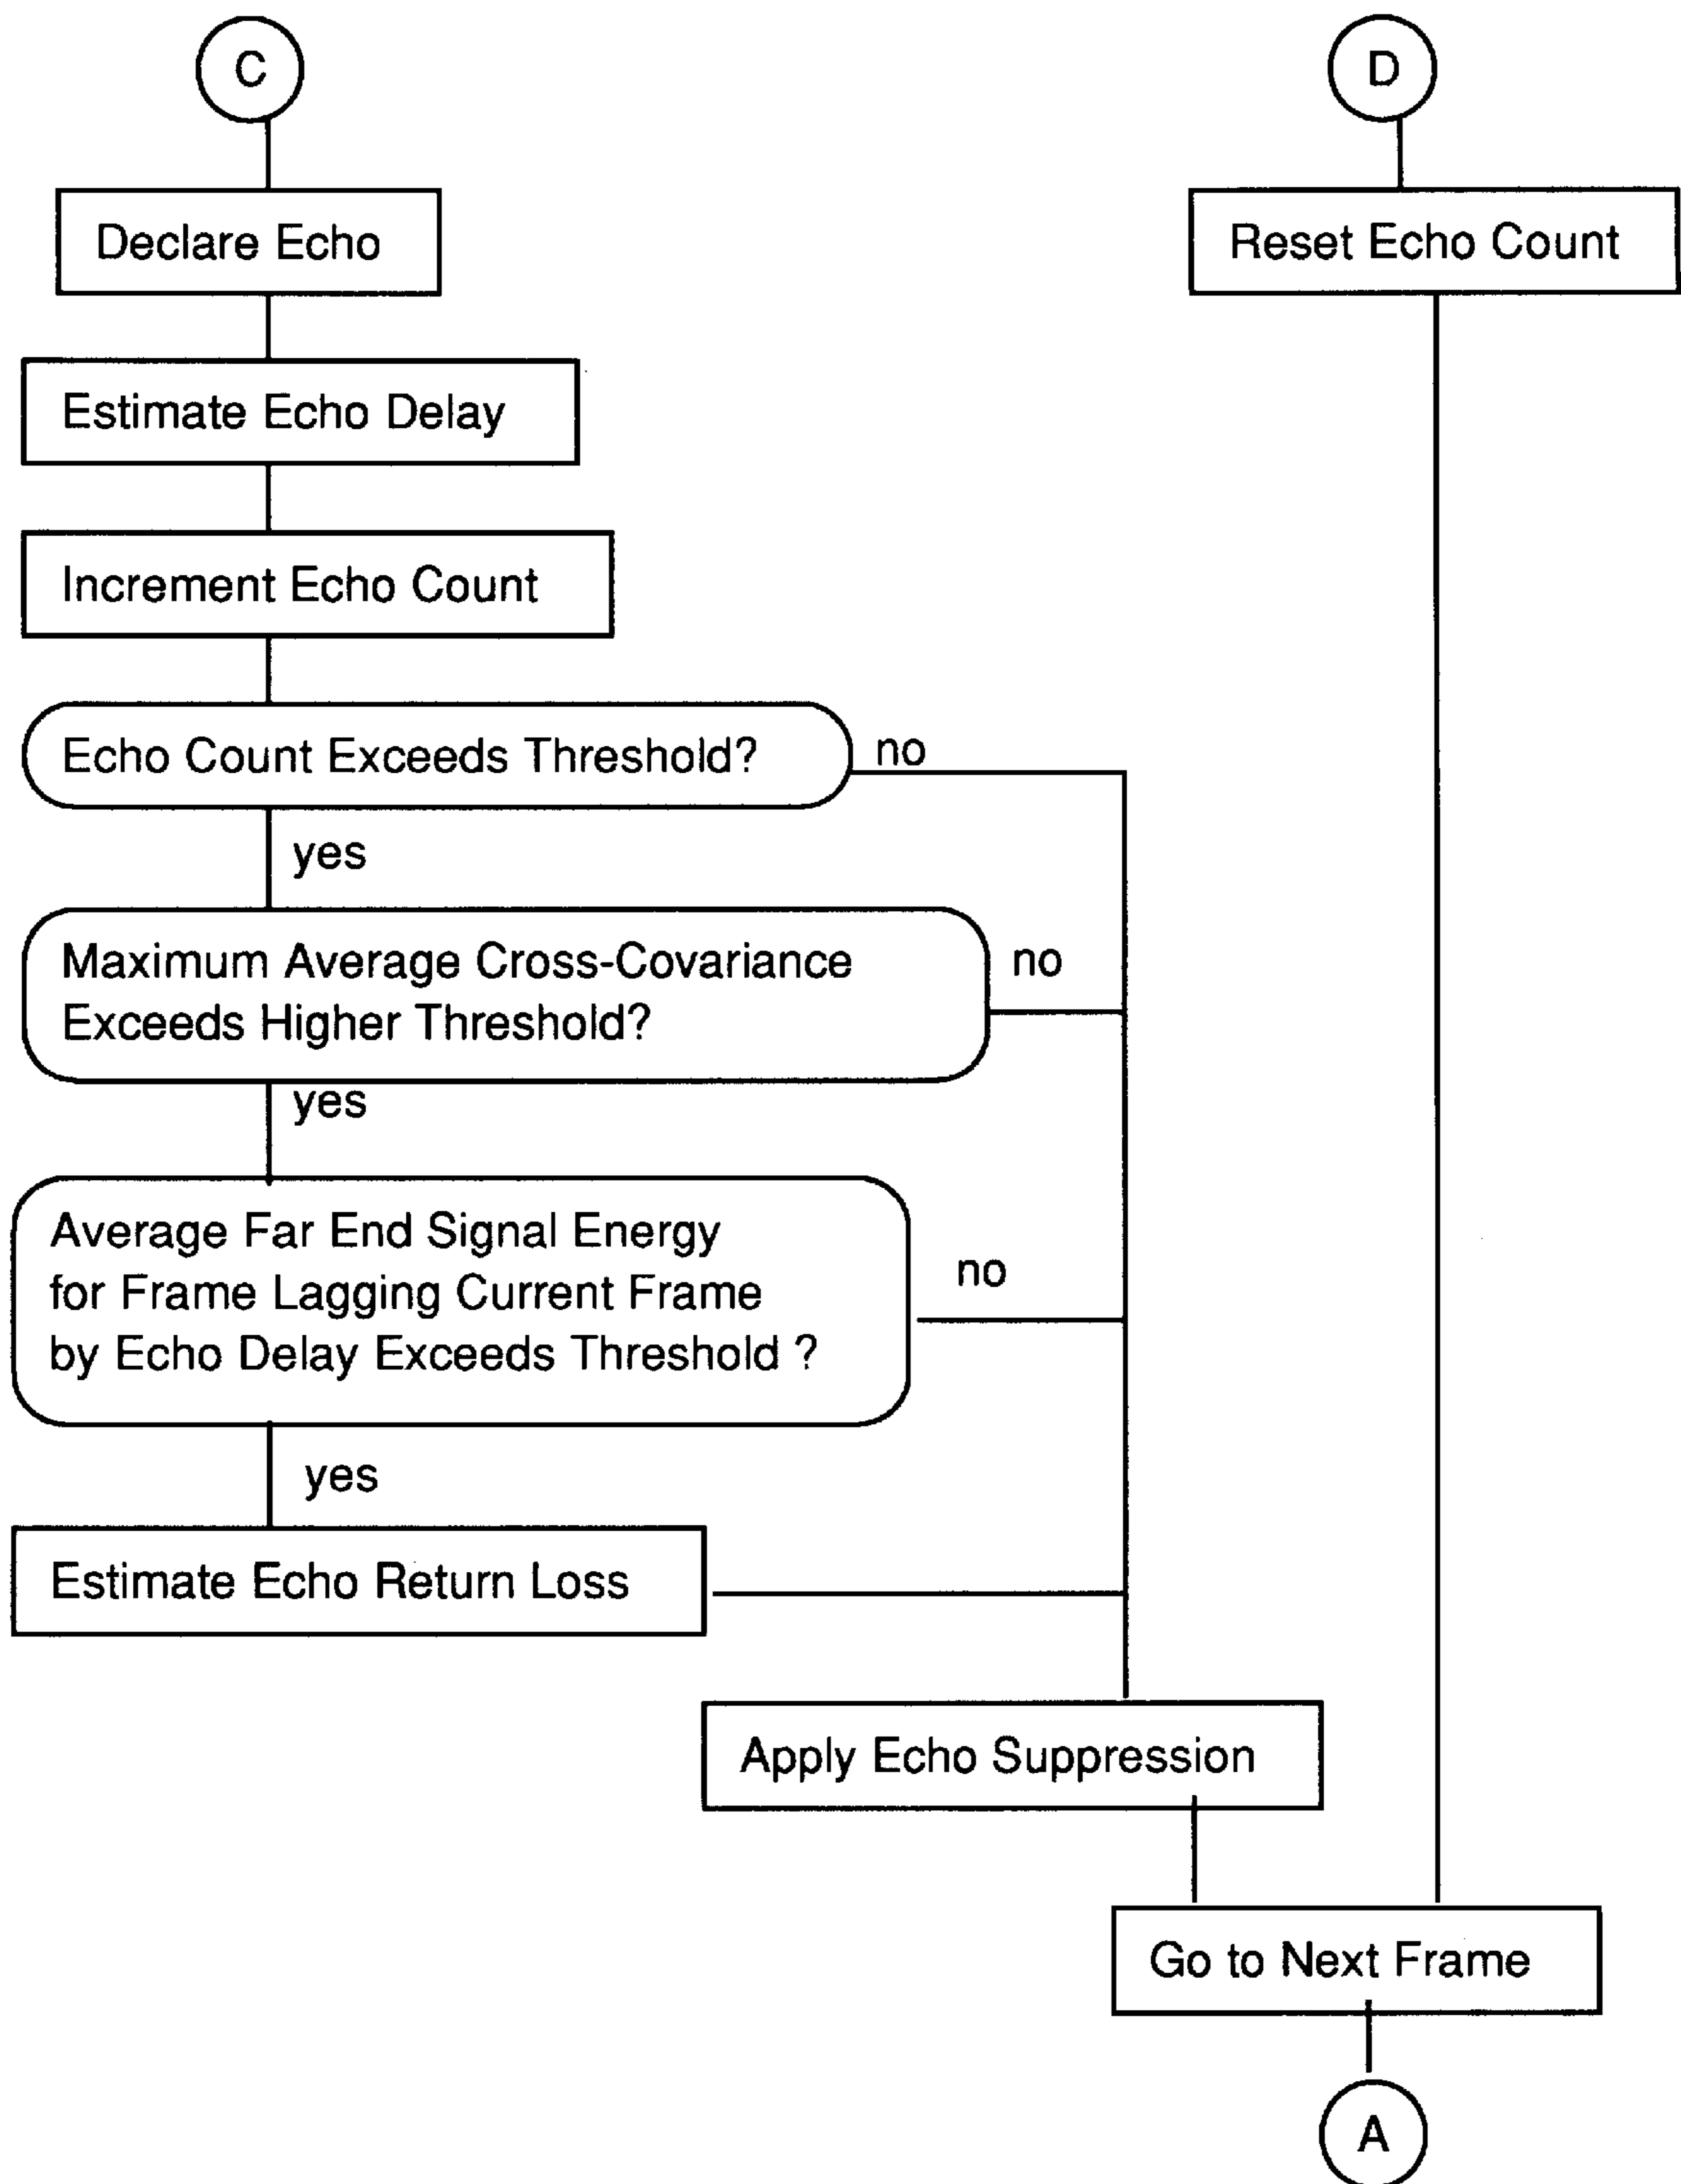 C
D
Declare Echo
Reset Echo Count
Estimate Echo Delay
Increment Echo Count
Echo Count Exceeds Threshold?
no
yes
Maximum Average Cross-Covariance
Exceeds Higher Threshold?
no
yes
Average Far End Signal Energy
for Frame Lagging Current Frame
by Echo Delay Exceeds Threshold ?
no
yes
Estimate Echo Return Loss
Apply Echo Suppression
Go to Next Frame
A